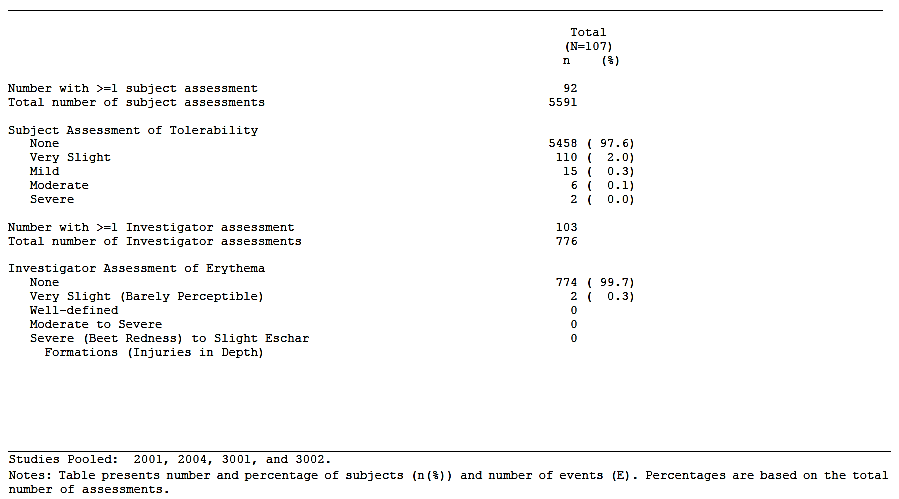 Total
(N=107)
n (%)
Number with >=1 subject assessment 92
Total number of subject assessments 5591
Subject Assessment of Tolerability
None 5458 ( 97.6)
Very Slight 110 ( 2.0)
Mild 15 ( 0.3)
Moderate 6 ( 0.1)
Severe 2 ( 0.0)
Number with >=1 Investigator assessment 103
Total number of Investigator assessments 776
Investigator Assessment of Erythema
None 774 ( 99.7)
Very Slight (Barely Perceptible) 2 ( 0.3)
Well-defined 0
Moderate to Severe 0
Severe (Beet Redness) to Slight Eschar 0
Formations (Injuries in Depth)
Studies Pooled: 2001, 2004, 3001, and 3002.
Notes: Table presents number and percentage of subjects (n(%)) and number of events (E). Percentages are based on the total
number of assessments.